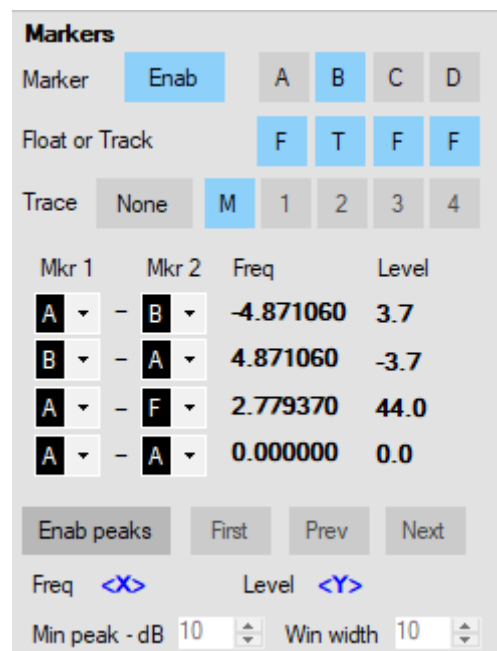 Markers
Marker Enab A B C D
Float or Track F T F F
Trace None M 1 2 3 4
Mkr 1 Mkr 2 Freq Level
A - B -4.871060 3.7
B - A 4.871060 -3.7
A - F 2.779370 44.0
A - A 0.000000 0.0
Enab peaks First Prev Next
Freq <X> Level <Y>
Min peak - dB 10 Win width 10